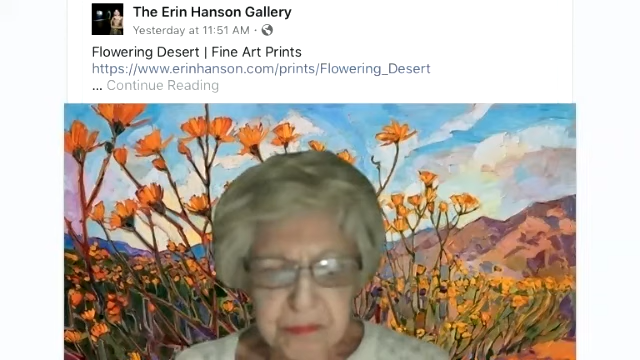 The Erin Hanson Gallery
Yesterday at 11:51 AM ·
Flowering Desert | Fine Art Prints
https://www.erinhanson.com/prints/Flowering_Desert
... Continue Reading